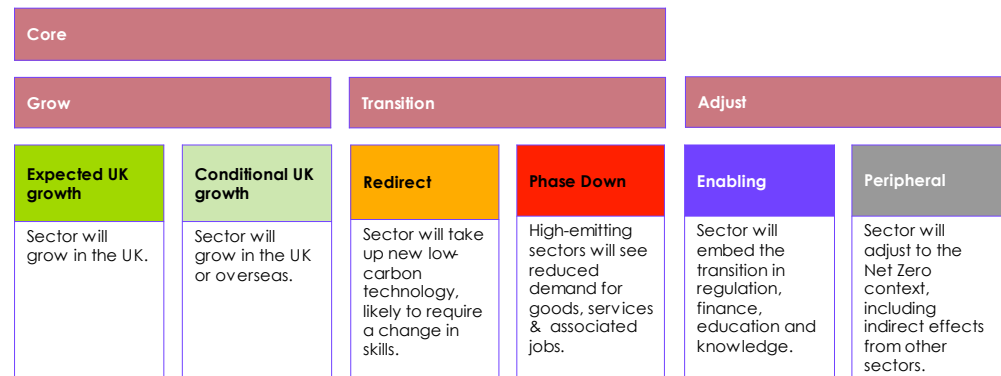 Core
Grow
Transition
Adjust
Expected UK
growth
Sector will
grow in the UK.
Conditional UK
growth
Sector will
grow in the UK
or overseas.
Redirect
Sector will take
up new low-
carbon
technology,
likely to require
a change in
skills.
Phase Down
High-emitting
sectors will see
reduced
demand for
goods, services
& associated
jobs.
Enabling
Sector will
embed the
transition in
regulation,
finance,
education and
knowledge.
Peripheral
Sector will
adjust to the
Net Zero
context,
including
indirect effects
from other
sectors.